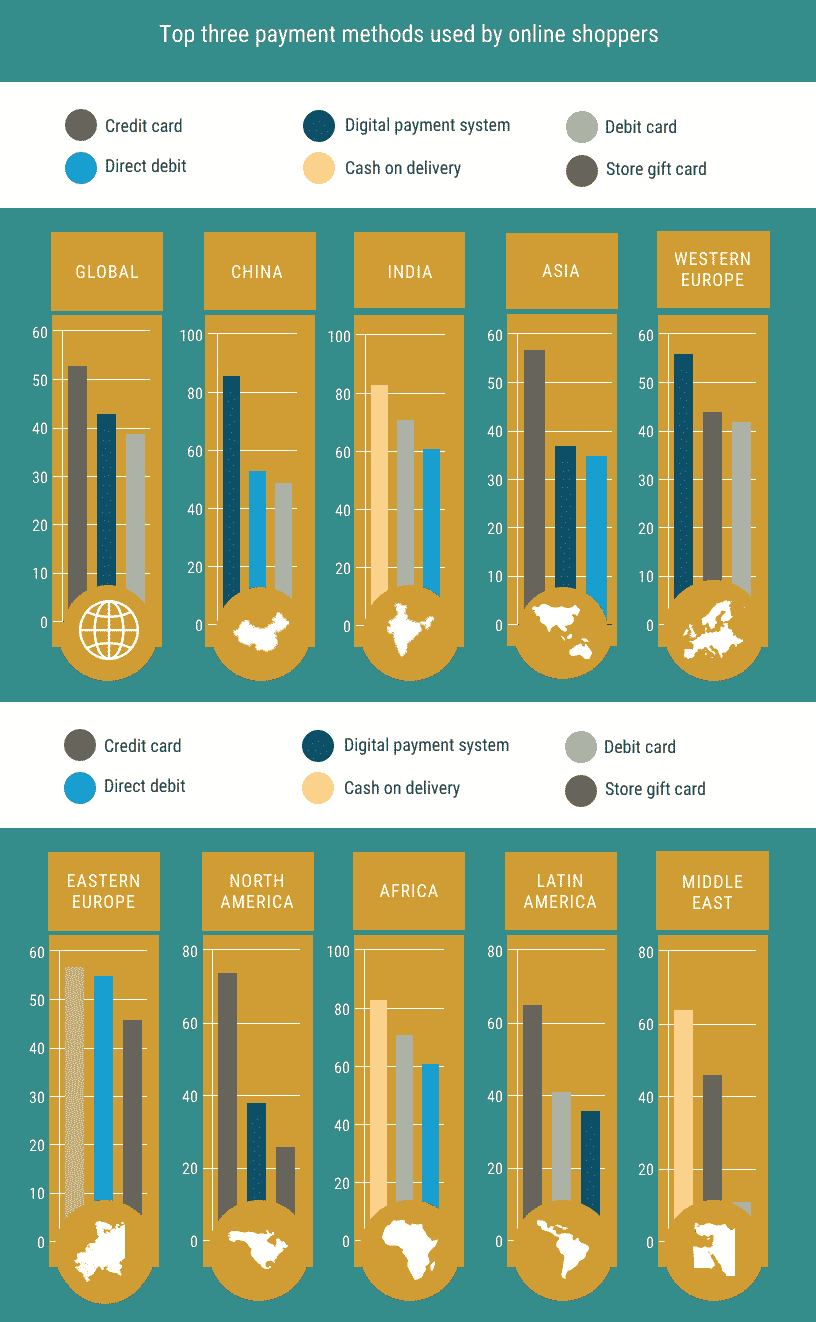 Top three payment methods used by online shoppers
Credit card
Digital payment system
Debit card
Direct debit
Cash on delivery
Store gift card
GLOBAL
CHINA
INDIA
ASIA
WESTERN
EUROPE
60
50
40
30
20
10
0
100
80
60
40
20
0
100
80
60
40
20
0
60
50
40
30
20
10
0
60
50
40
30
20
10
0
Credit card
Digital payment system
Debit card
Direct debit
Cash on delivery
Store gift card
EASTERN
EUROPE
NORTH
AMERICA
AFRICA
LATIN
AMERICA
MIDDLE
EAST
60
50
40
30
20
10
0
80
60
40
20
0
100
80
60
40
20
0
80
60
40
20
0
80
60
40
20
0